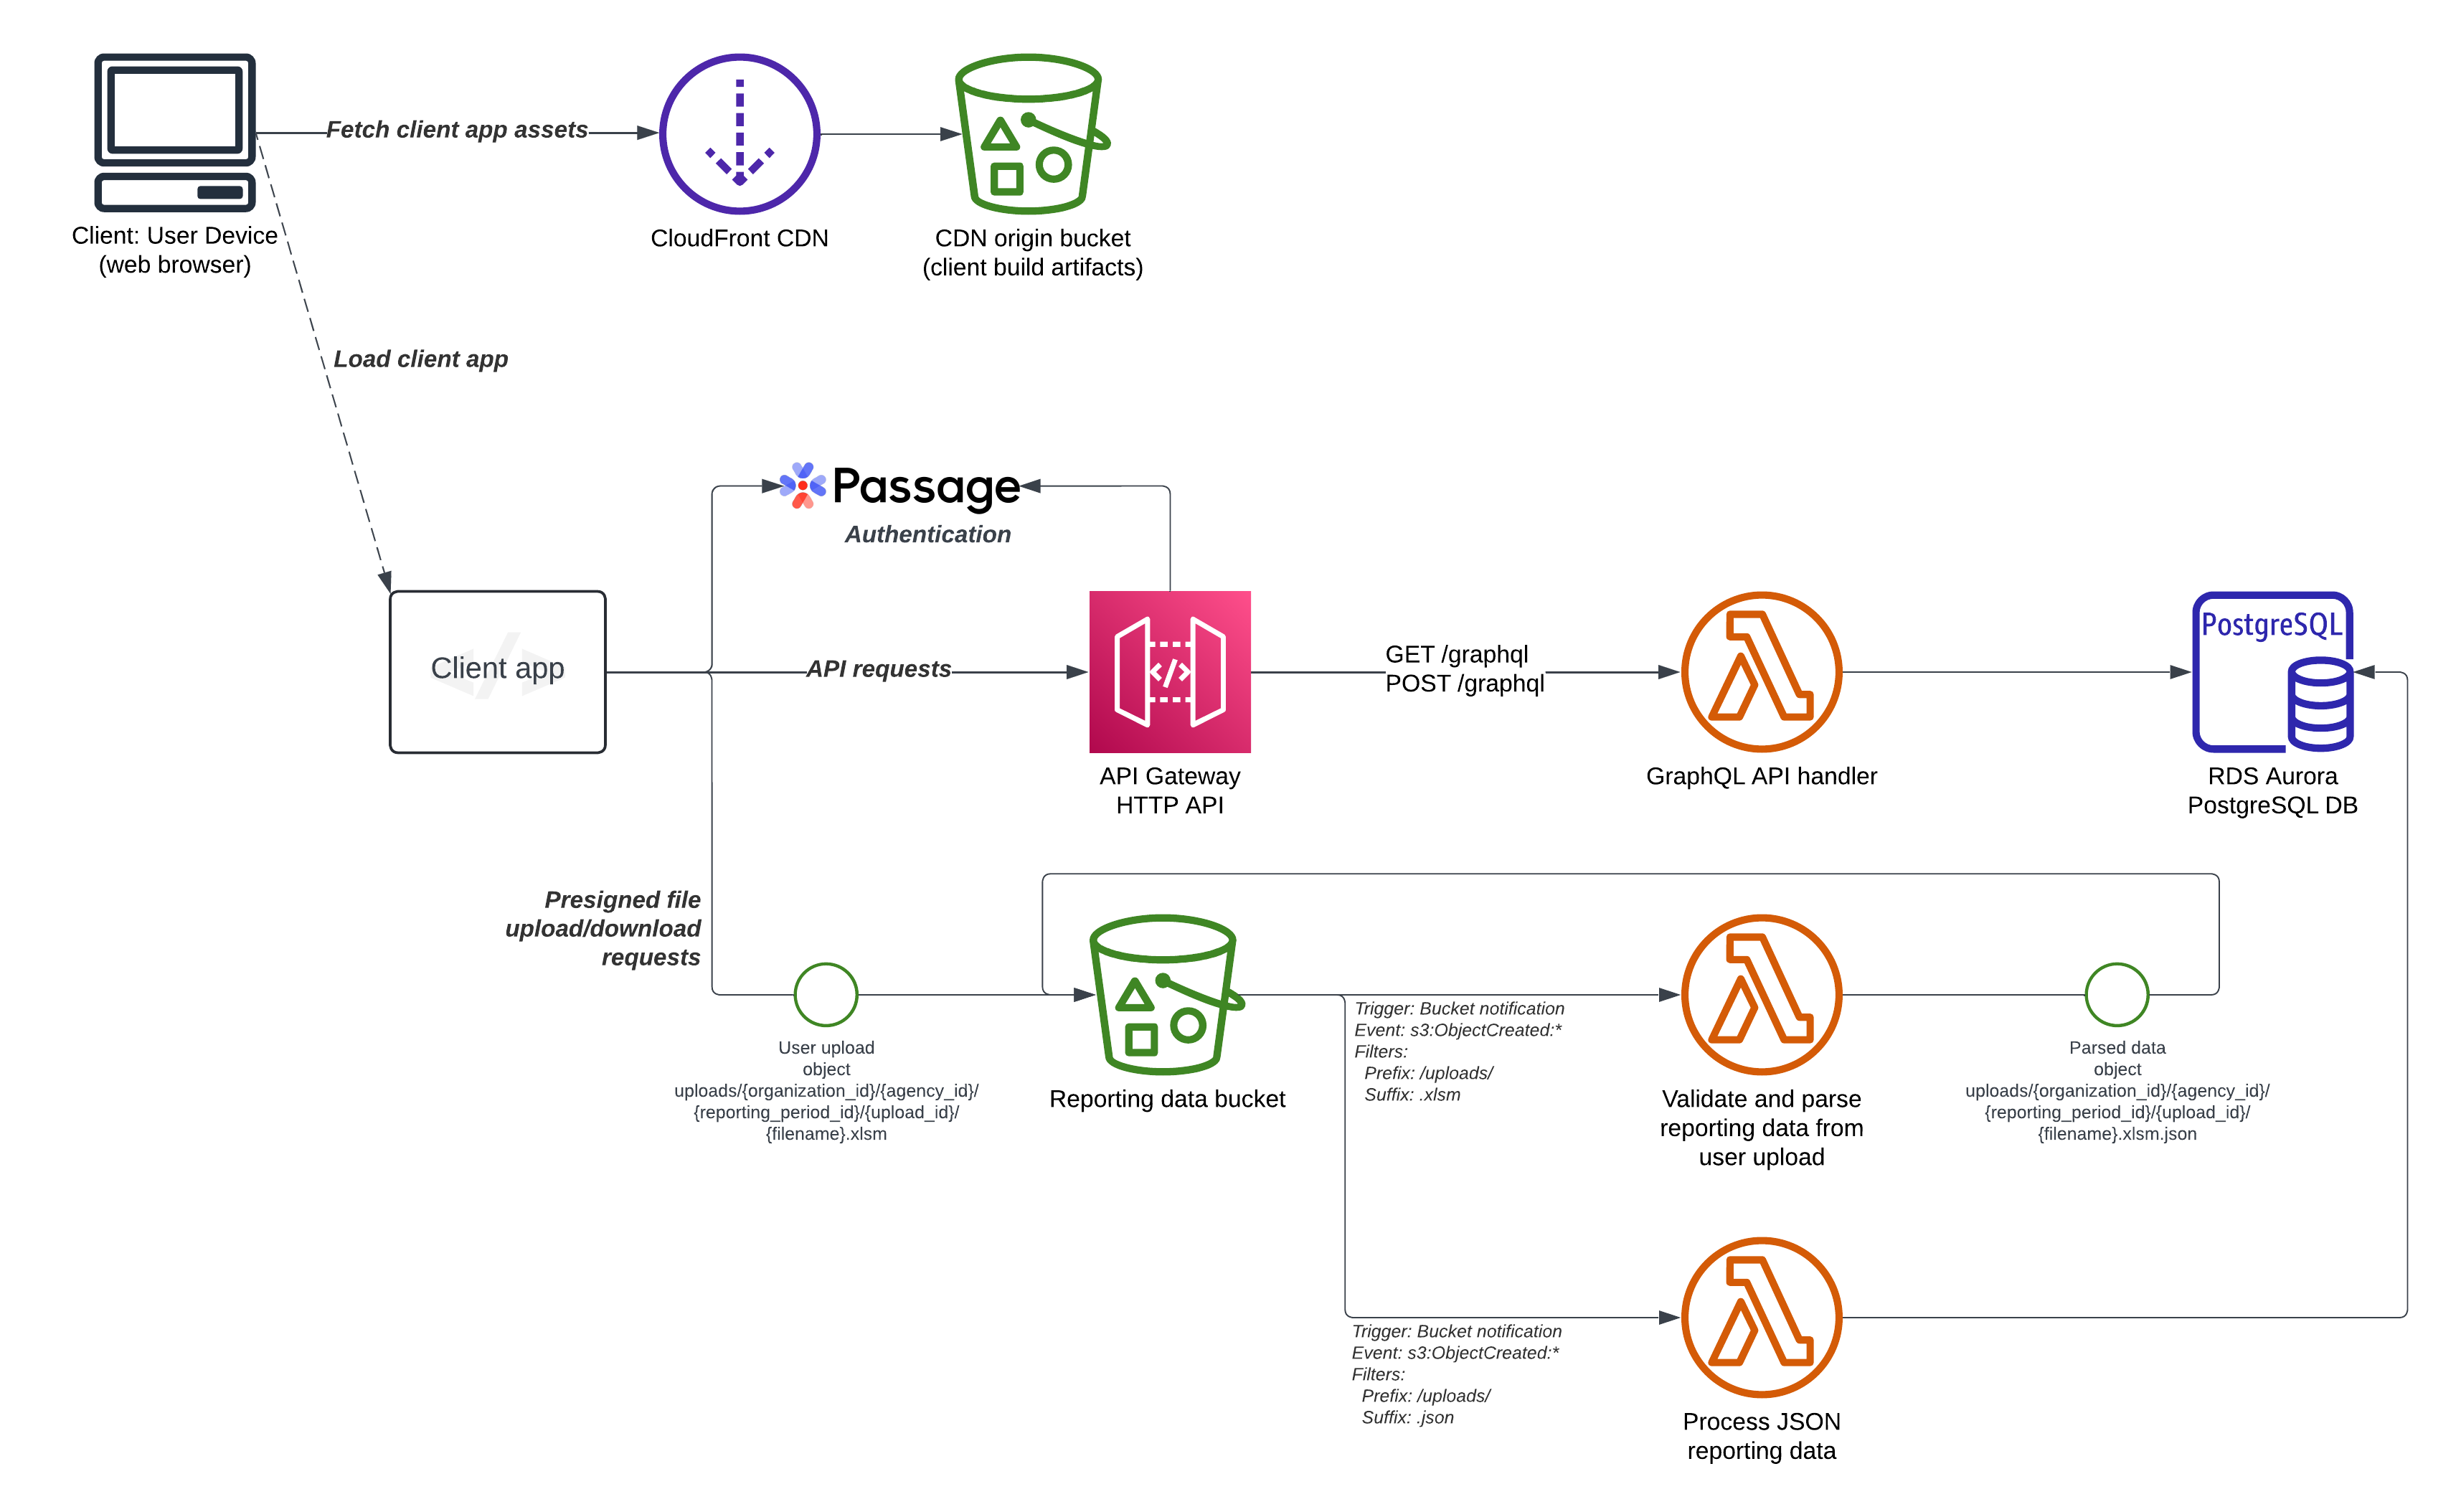 Fetch client app assets
Client: User Device
(web browser)
CloudFront CDN
CDN origin bucket
(client build artifacts)
Load client app
Passage
Authentication
Client app
API requests
GET /graphql
POST /graphql
PostgreSQL
API Gateway
HTTP API
GraphQL API handler
RDS Aurora
PostgreSQL DB
Presigned file
upload/download
requests
User upload
object
uploads/{organization_id}/{agency_id}/
{reporting_period_id}/{upload_id}/
{filename}.xlsm
Reporting data bucket
Trigger: Bucket notification
Event: s3:ObjectCreated:*
Filters:
Prefix: /uploads/
Suffix: .xlsm
Validate and parse
reporting data from
user upload
Parsed data
object
uploads/{organization_id}/{agency_id}/
{reporting_period_id}/{upload_id}/
{filename}.xlsm.json
Trigger: Bucket notification
Event: s3:ObjectCreated:*
Filters:
Prefix: /uploads/
Suffix: .json
Process JSON
reporting data